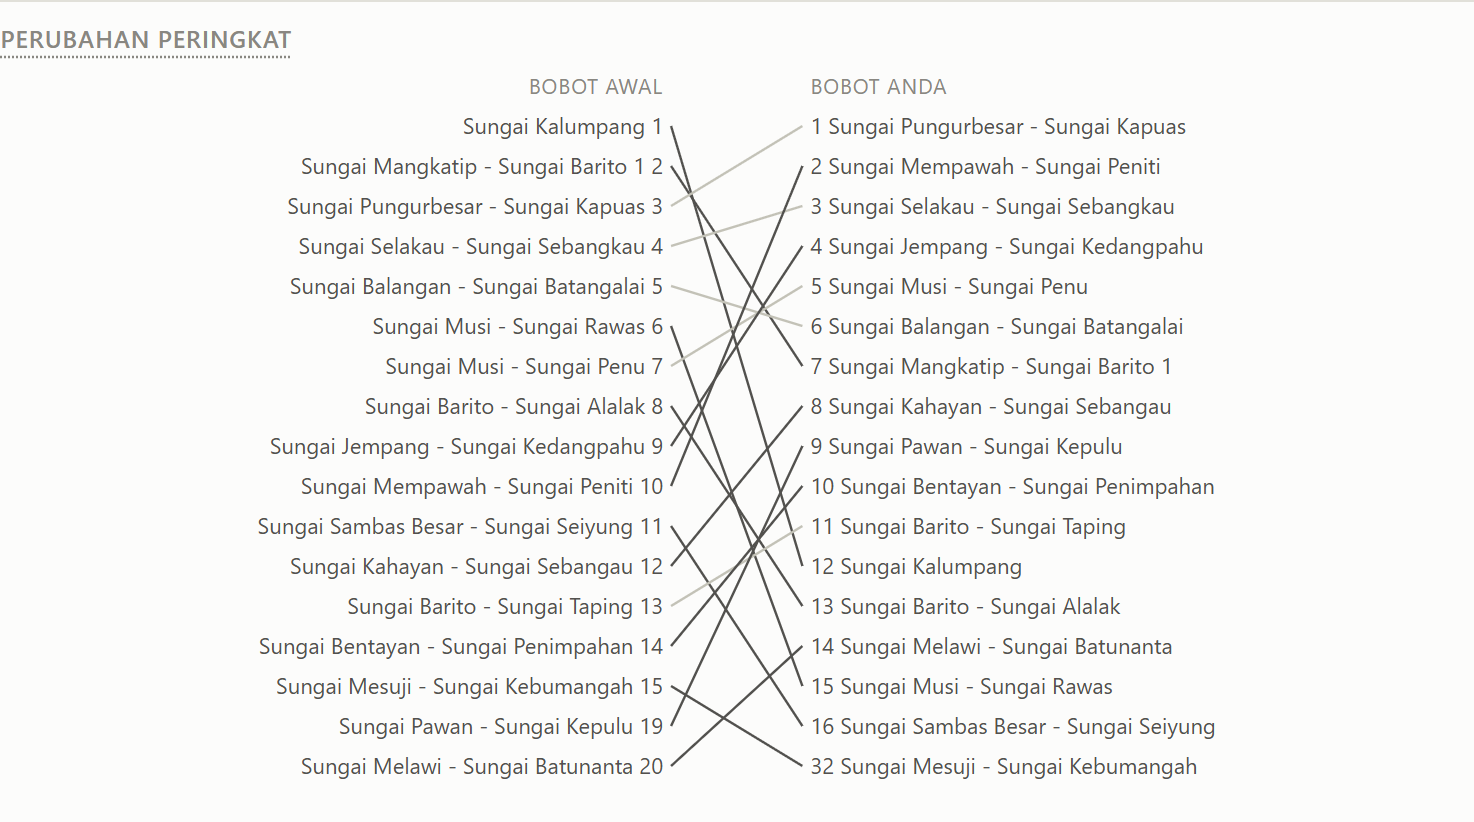 PERUBAHAN PERINGKAT
BOBOT AWAL BOBOT ANDA
Sungai Kalumpang 1 1 Sungai Pungurbesar - Sungai Kapuas
Sungai Mangkatip - Sungai Barito 1 2 2 Sungai Mempawah - Sungai Peniti
Sungai Pungurbesar - Sungai Kapuas 3 3 Sungai Selakau - Sungai Sebangkau
Sungai Selakau - Sungai Sebangkau 4 4 Sungai Jempang - Sungai Kedangpahu
Sungai Balangan - Sungai Batangalai 5 5 Sungai Musi - Sungai Penu
Sungai Musi - Sungai Rawas 6 6 Sungai Balangan - Sungai Batangalai
Sungai Musi - Sungai Penu 7 7 Sungai Mangkatip - Sungai Barito 1
Sungai Barito - Sungai Alalak 8 8 Sungai Kahayan - Sungai Sebangau
Sungai Jempang - Sungai Kedangpahu 9 9 Sungai Pawan - Sungai Kepulu
Sungai Mempawah - Sungai Peniti 10 10 Sungai Bentayan - Sungai Penimpahan
Sungai Sambas Besar - Sungai Seiyung 11 11 Sungai Barito - Sungai Taping
Sungai Kahayan - Sungai Sebangau 12 12 Sungai Kalumpang
Sungai Barito - Sungai Taping 13 13 Sungai Barito - Sungai Alalak
Sungai Bentayan - Sungai Penimpahan 14 14 Sungai Melawi - Sungai Batunanta
Sungai Mesuji - Sungai Kebumangah 15 15 Sungai Musi - Sungai Rawas
Sungai Pawan - Sungai Kepulu 19 16 Sungai Sambas Besar - Sungai Seiyung
Sungai Melawi - Sungai Batunanta 20 32 Sungai Mesuji - Sungai Kebumangah